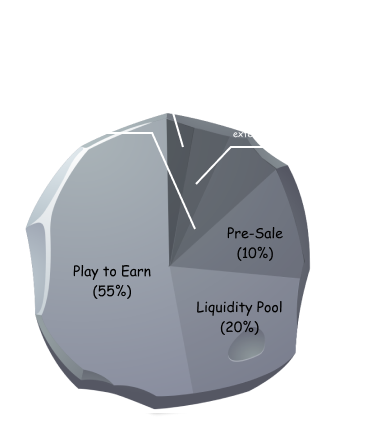 Pre-Sale
(10%)
Play to Earn
(55%)
Liquidity Pool
(20%)